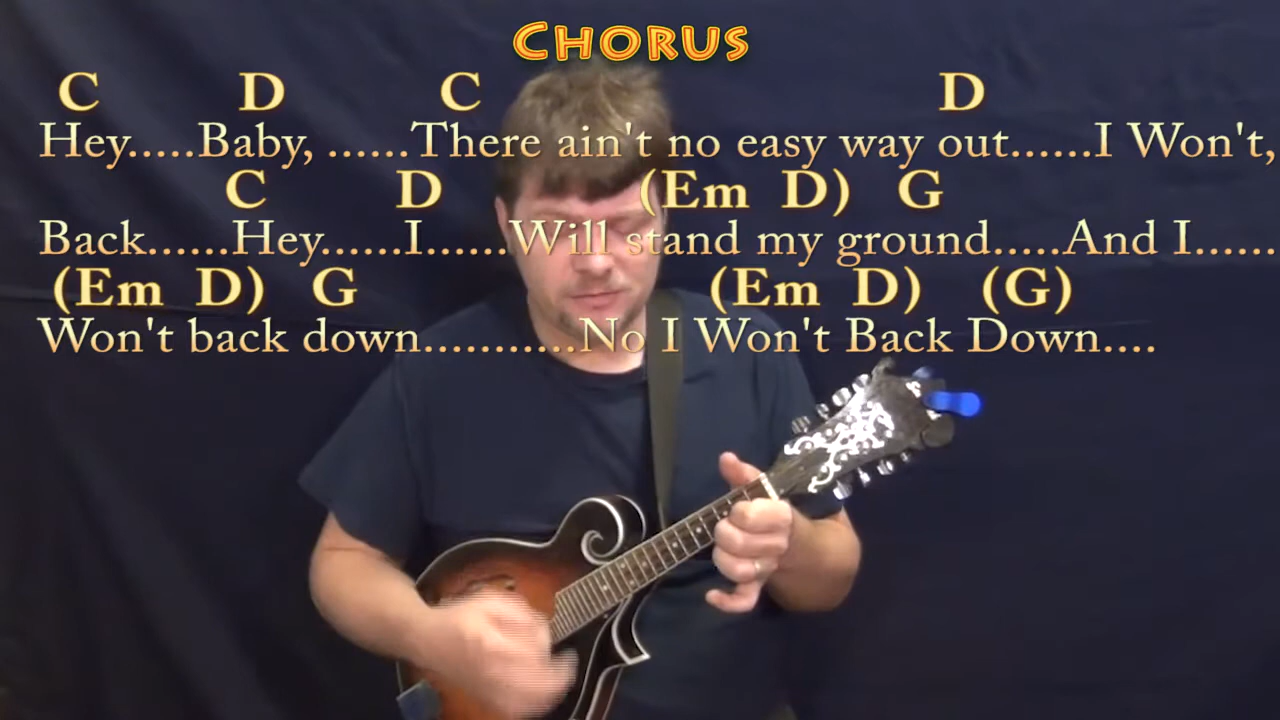 CHORUS
C D C D
Hey.....Baby, ......There ain't no easy way out......I Won't,
C D (Em D) G
Back......Hey......I......Will stand my ground.....And I......
(Em D) G (Em D) (G)
Won't back down...........No I Won't Back Down....